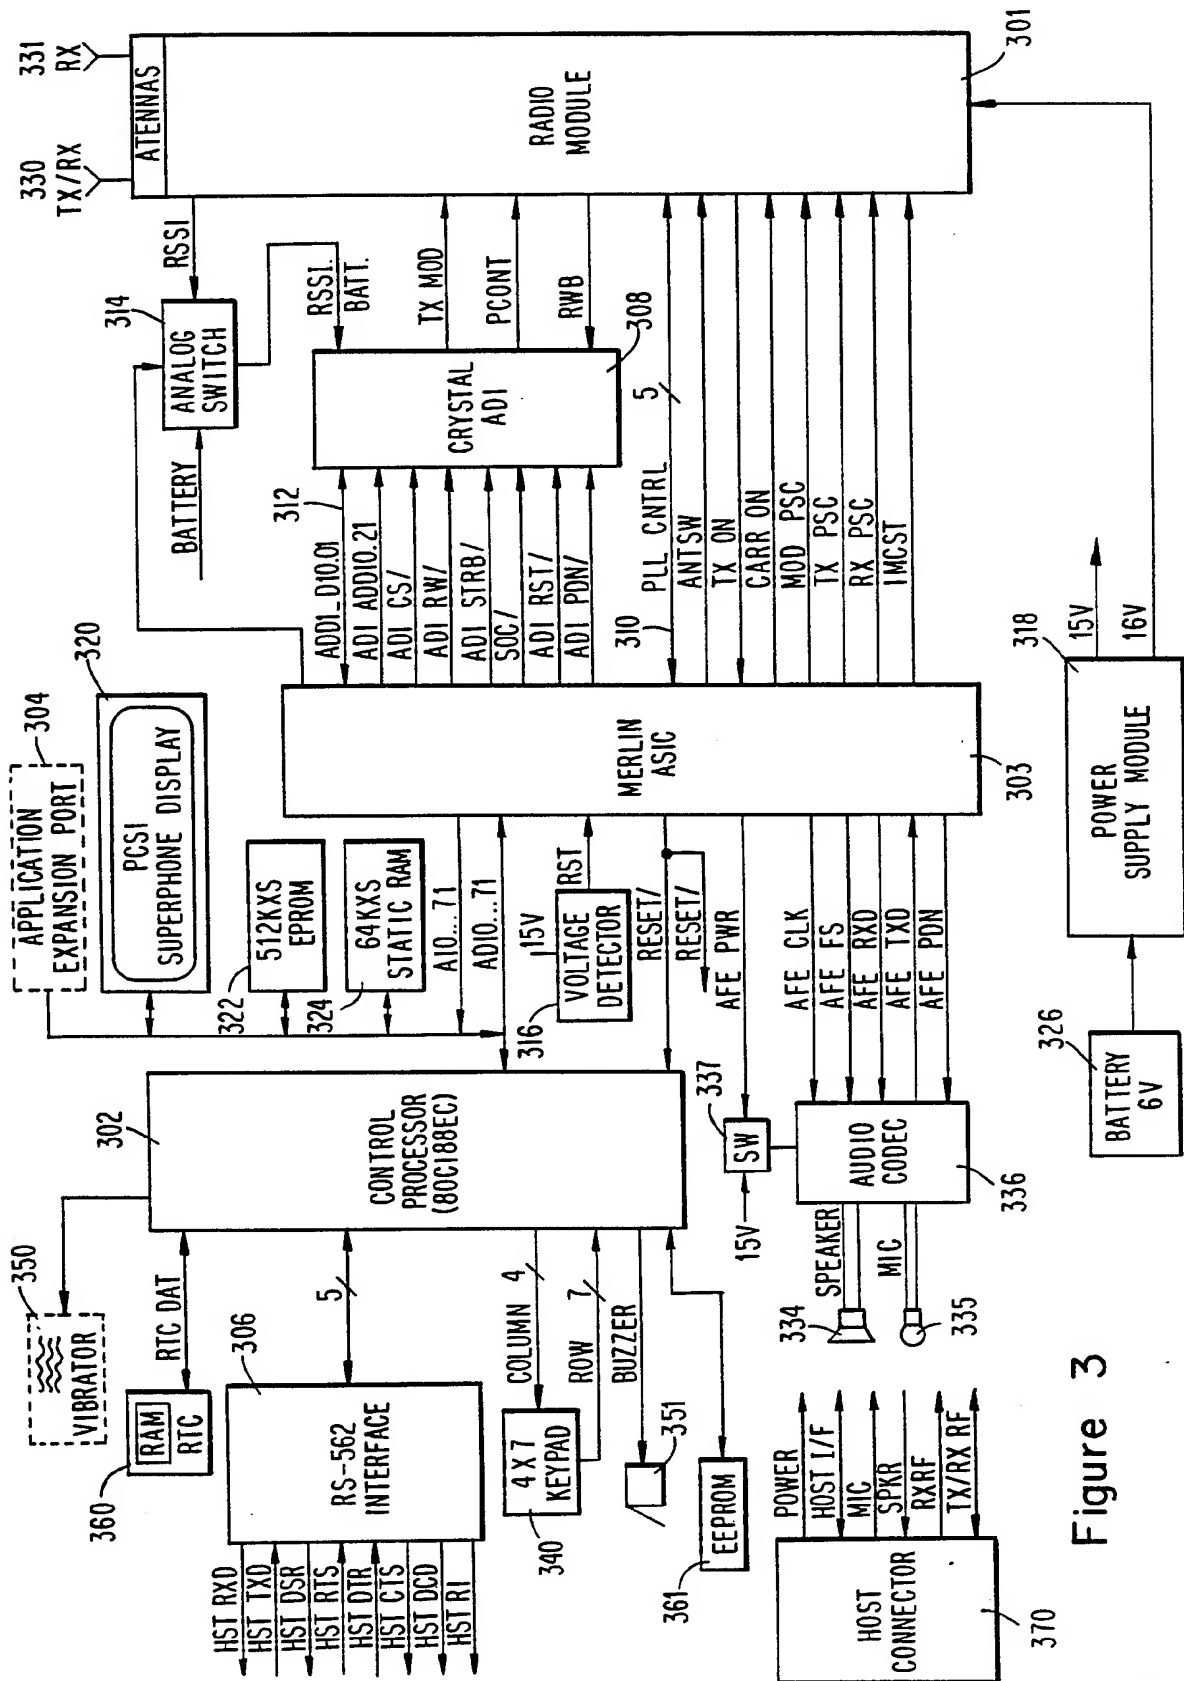 331
RX
330
TX/RX
ATENNAS
RADIO
MODULE
301
RSSI
314
ANALOG
SWITCH
BATTERY
RSSI.
BATT.
TX MOD
PCONT
RWB
308
CRYSTAL
ADI
312
ADDI_D10.01
ADI ADD10.21
ADI CS/
ADI RW/
ADI STRB/
SOC/
ADI RST/
ADI PDN/
310
5
PLL CNTRL
ANTSW
TX ON
CARR ON
MOD PSC
TX PSC
RX PSC
IMCST
MERLIN
ASIC
303
304
APPLICATION
EXPANSION PORT
320
PCSI
SUPERPHONE DISPLAY
322
512KXS
EPROM
324
64KXS
STATIC RAM
AI0...71
ADI0...71
316
15V
VOLTAGE
DETECTOR
RST
RESET/
RESET/
AFE PWR
AFE CLK
AFE FS
AFE RXD
AFE TXD
AFE PDN
302
CONTROL
PROCESSOR
(80C188EC)
337
SW
15V
AUDIO
CODEC
336
SPEAKER
MIC
334
335
350
VIBRATOR
360
RAM
RTC
RTC DAT
306
RS-562
INTERFACE
5
HST RXD
HST TXD
HST DSR
HST RTS
HST DTR
HST CTS
HST DCD
HST RI
COLUMN
4
ROW
7
4 X 7
KEYPAD
340
BUZZER
351
EEPROM
361
POWER
HOST I/F
MIC
SPKR
RXRF
TX/RX RF
HOST
CONNECTOR
370
326
BATTERY
6V
318
POWER
SUPPLY MODULE
15V
16V
Figure 3